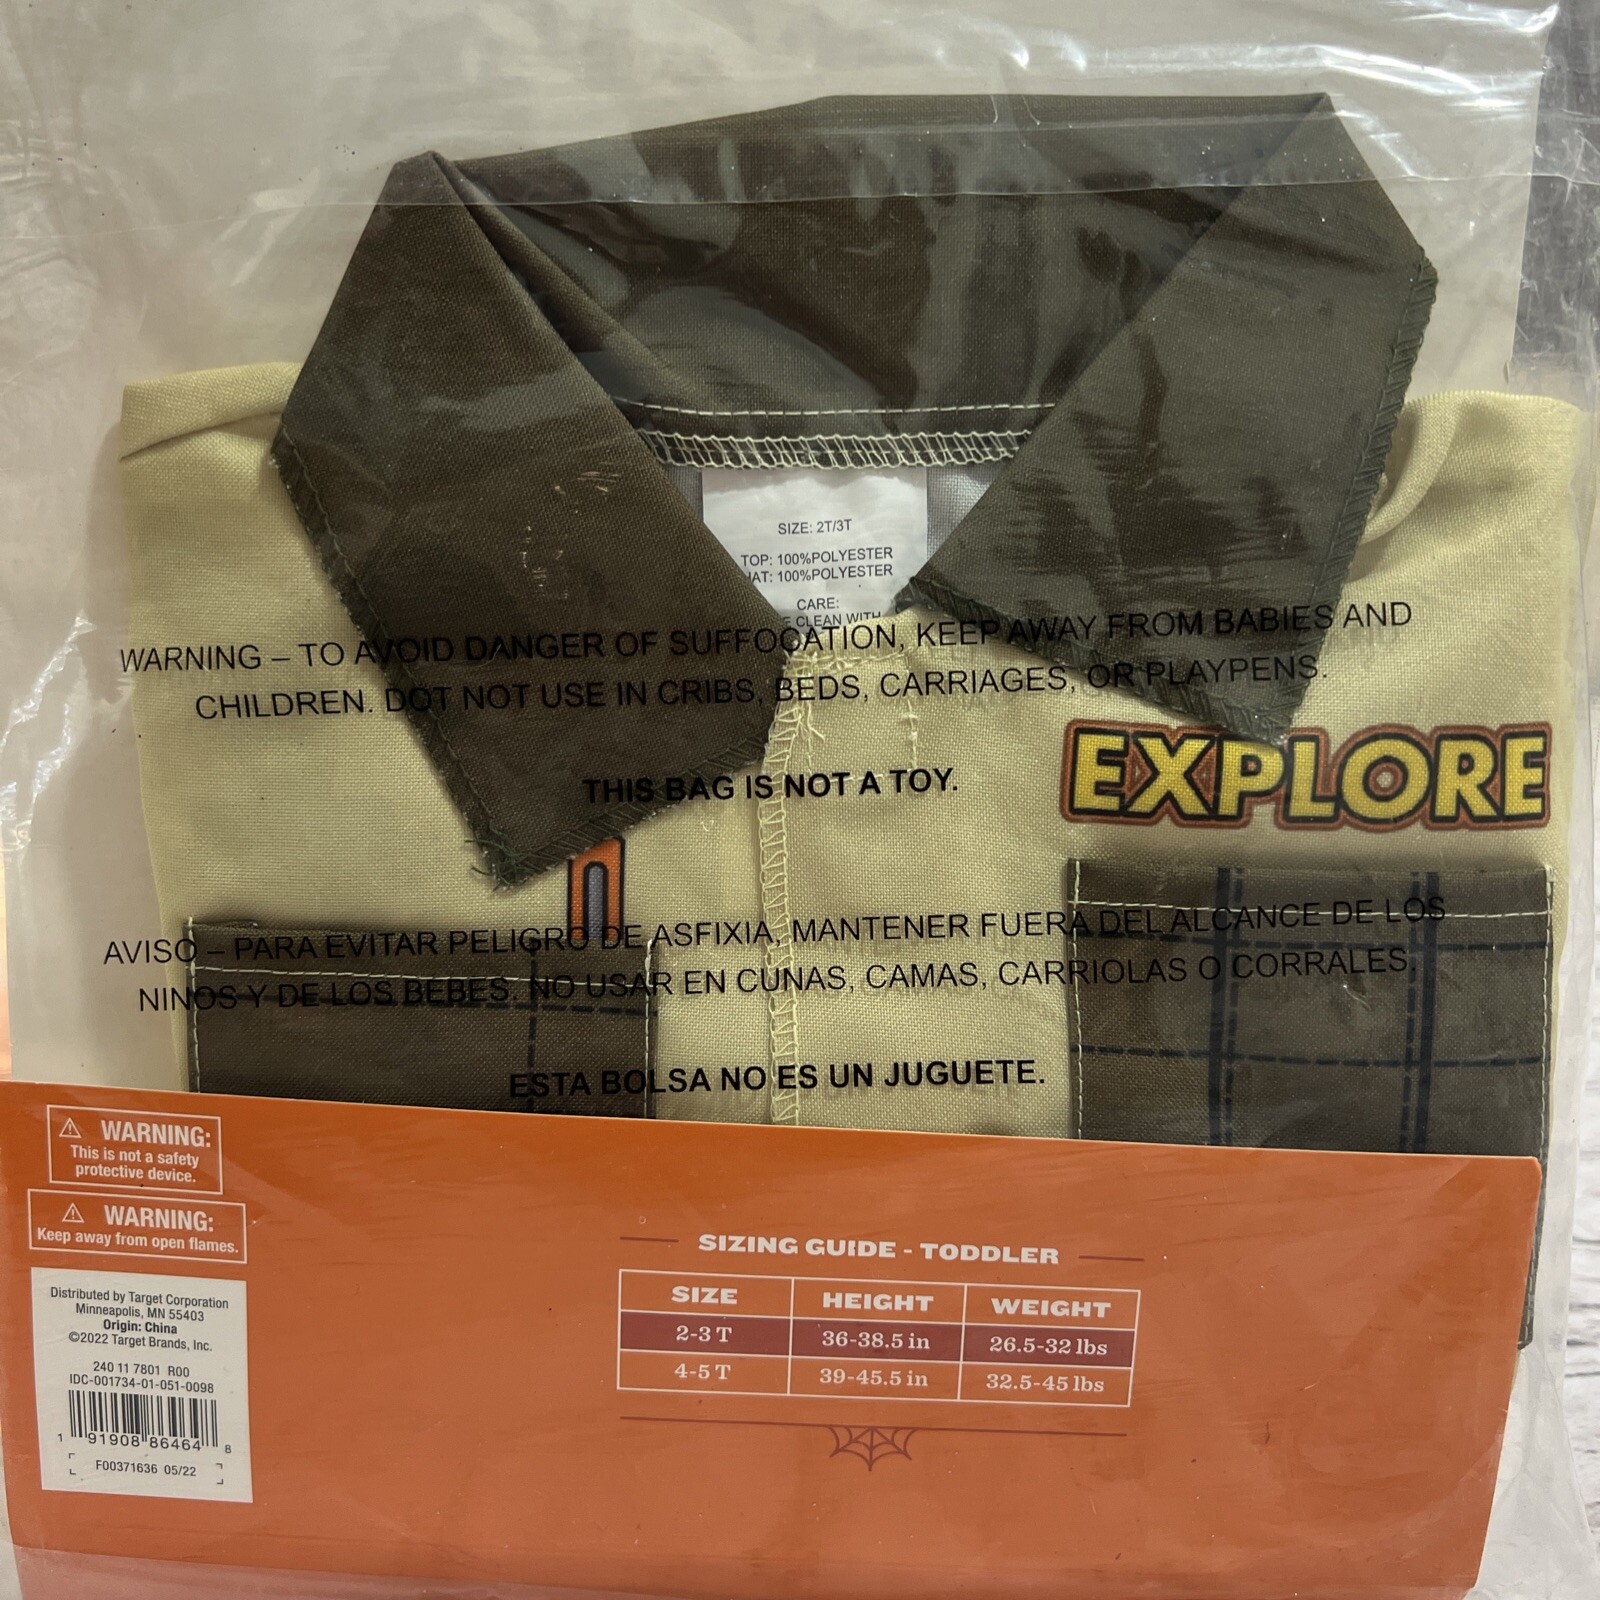 SIZE: 2T/3T
TOP: 100%POLYESTER
HAT: 100%POLYESTER
CARE:
CLEAN WITH
WARNING – TO AVOID DANGER OF SUFFOCATION, KEEP AWAY FROM BABIES AND
CHILDREN. DOT NOT USE IN CRIBS, BEDS, CARRIAGES, OR PLAYPENS.
THIS BAG IS NOT A TOY.
EXPLORE
AVISO – PARA EVITAR PELIGRO DE ASFIXIA, MANTENER FUERA DEL ALCANCE DE LOS
NINOS Y DE LOS BEBES. NO USAR EN CUNAS, CAMAS, CARRIOLAS O CORRALES.
ESTA BOLSA NO ES UN JUGUETE.
WARNING:
This is not a safety
protective device.
WARNING:
Keep away from open flames.
Distributed by Target Corporation
Minneapolis, MN 55403
Origin: China
©2022 Target Brands, Inc.
240 11 7801 R00
IDC-001734-01-051-0098
1 91908 86464 8
F00371636 05/22
SIZING GUIDE - TODDLER
SIZE HEIGHT WEIGHT
2-3 T 36-38.5 in 26.5-32 lbs
4-5 T 39-45.5 in 32.5-45 lbs